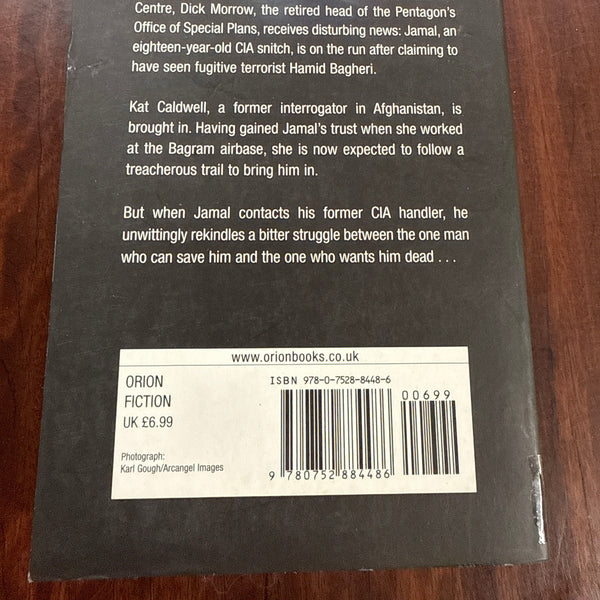 Centre, Dick Morrow, the retired head of the Pentagon's
Office of Special Plans, receives disturbing news: Jamal, an
eighteen-year-old CIA snitch, is on the run after claiming to
have seen fugitive terrorist Hamid Bagheri.
Kat Caldwell, a former interrogator in Afghanistan, is
brought in. Having gained Jamal's trust when she worked
at the Bagram airbase, she is now expected to follow a
treacherous trail to bring him in.
But when Jamal contacts his former CIA handler, he
unwittingly rekindles a bitter struggle between the one man
who can save him and the one who wants him dead . . .
www.orionbooks.co.uk
ORION
FICTION
UK £6.99
Photograph:
Karl Gough/Arcangel Images
ISBN 978-0-7528-8448-6
00699
9 780752 884486